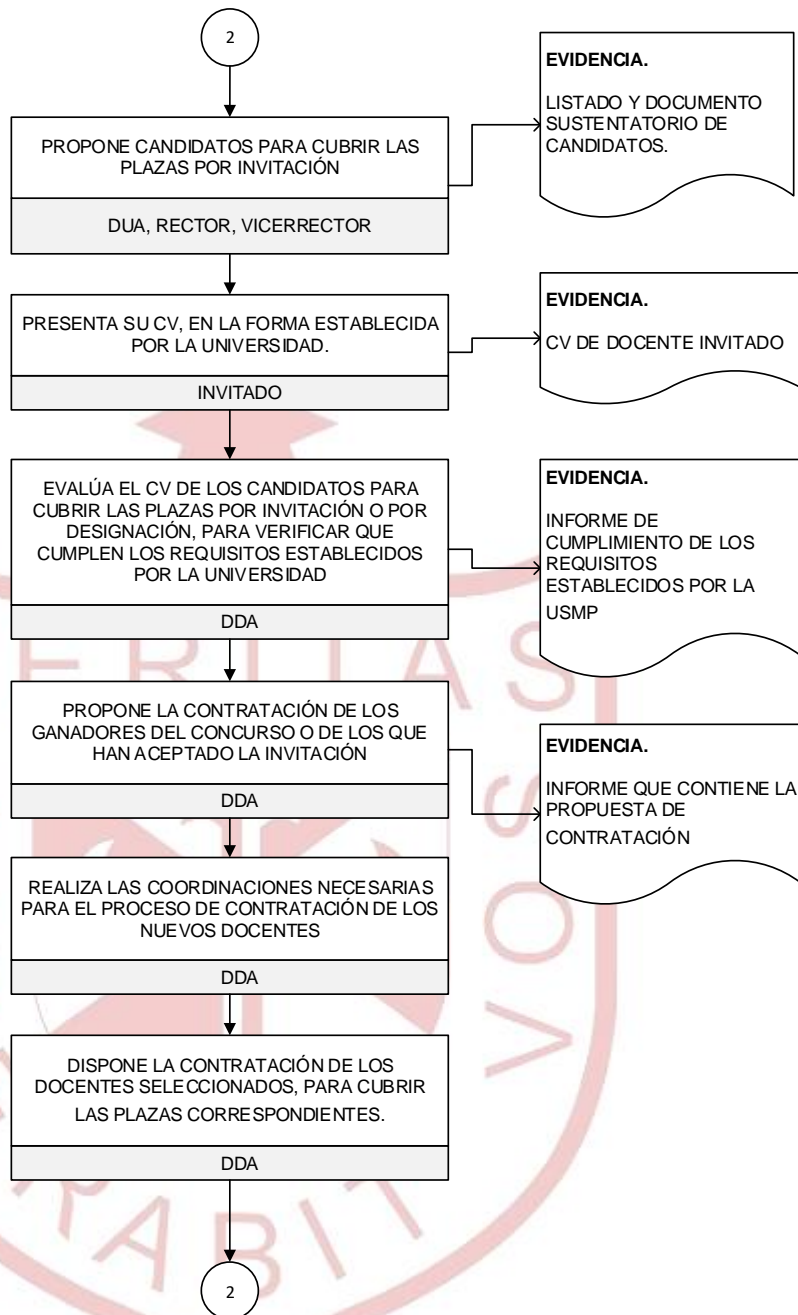 2
PROPONE CANDIDATOS PARA CUBRIR LAS
PLAZAS POR INVITACIÓN
DUA, RECTOR, VICERRECTOR
EVIDENCIA.
LISTADO Y DOCUMENTO
SUSTENTATORIO DE
CANDIDATOS.
PRESENTA SU CV, EN LA FORMA ESTABLECIDA
POR LA UNIVERSIDAD.
INVITADO
EVIDENCIA.
CV DE DOCENTE INVITADO
EVALÚA EL CV DE LOS CANDIDATOS PARA
CUBRIR LAS PLAZAS POR INVITACIÓN O POR
DESIGNACIÓN, PARA VERIFICAR QUE
CUMPLEN LOS REQUISITOS ESTABLECIDOS
POR LA UNIVERSIDAD
DDA
EVIDENCIA.
INFORME DE
CUMPLIMIENTO DE LOS
REQUISITOS
ESTABLECIDOS POR LA
USMP
PROPONE LA CONTRATACIÓN DE LOS
GANADORES DEL CONCURSO O DE LOS QUE
HAN ACEPTADO LA INVITACIÓN
DDA
EVIDENCIA.
INFORME QUE CONTIENE LA
PROPUESTA DE
CONTRATACIÓN
REALIZA LAS COORDINACIONES NECESARIAS
PARA EL PROCESO DE CONTRATACIÓN DE LOS
NUEVOS DOCENTES
DDA
DISPONE LA CONTRATACIÓN DE LOS
DOCENTES SELECCIONADOS, PARA CUBRIR
LAS PLAZAS CORRESPONDIENTES.
DDA
2